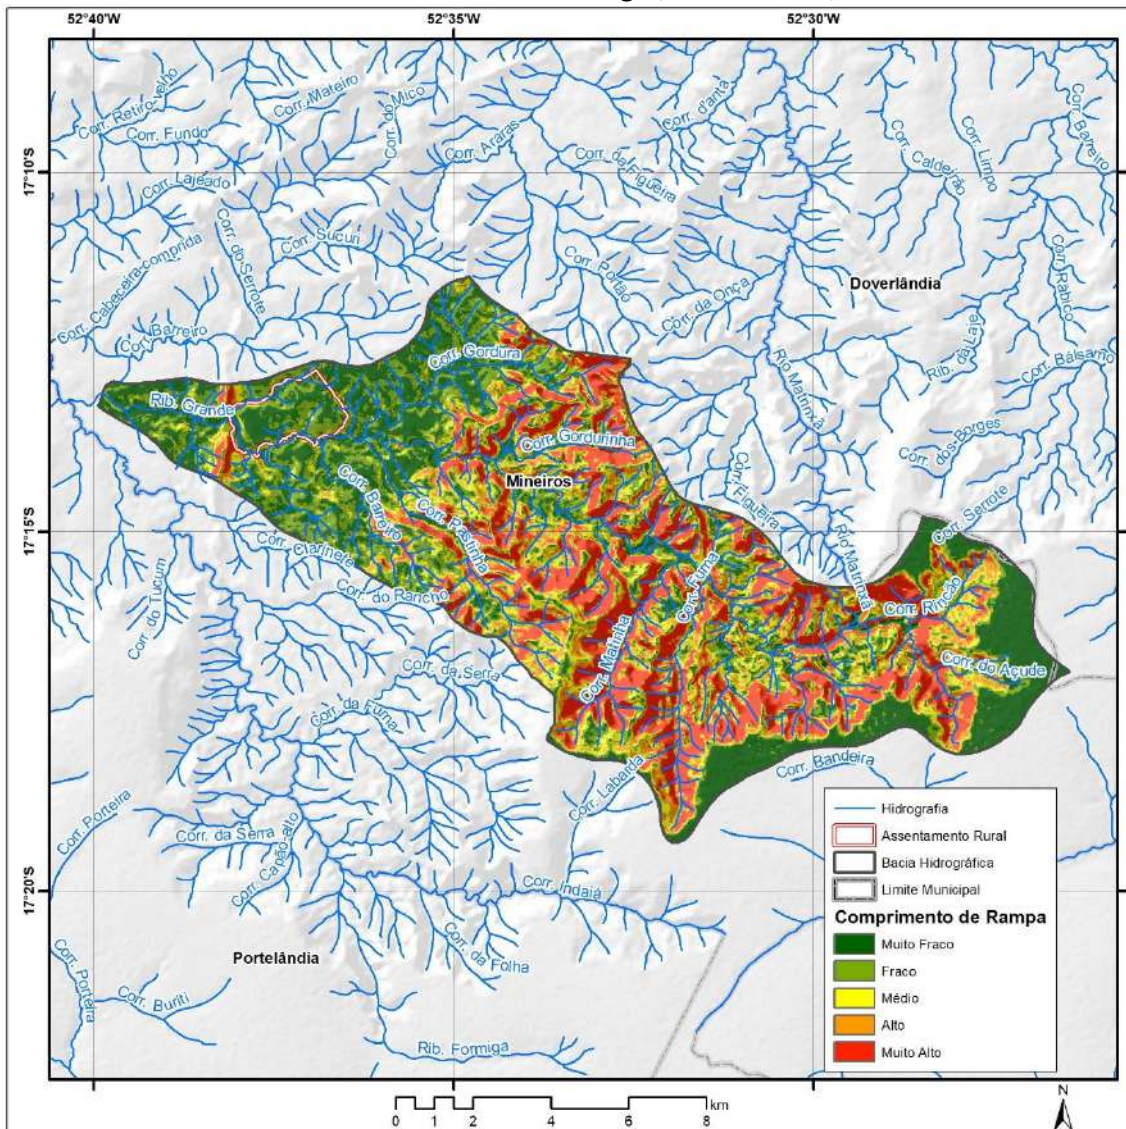 52°40'W
52°35'W
52°30'W
17°10'S
17°15'S
17°20'S
Corr. Retiro-velho
Corr. Mateiro
Corr. do Mico
Corr. Fundo
Corr. Araras
Corr. d'anta
Corr. da Figueira
Corr. Caldeirão
Corr. Limpo
Corr. Barreiro
Corr. Lajeado
Corr. Sucuri
Corr. do Serrote
Corr. Cabeceira comprida
Corr. Barreiro
Corr. Portão
Corr. da Onça
Doverlândia
Corr. Rabico
Rib. da Laje
Corr. Bálsamo
Rio Matrinxã
Corr. Gordura
Rib. Grande
Corr. Gordurinha
Mineiros
Corr. dos Borges
Corr. Figueira
Corr. Serrote
Rio Matrinxã
Corr. Barreiro
Corr. Pastinha
Corr. Clarinete
Corr. do Rancho
Corr. do Tucum
Corr. Furna
Corr. Rincão
Corr. Matinha
Corr. do Açude
Corr. da Serra
Corr. da Furna
Corr. Bandeira
Corr. Labarda
Corr. Porteira
Corr. da Serra
Corr. Capão-alto
Corr. Indaiá
Corr. da Folha
Portelândia
Corr. Porteira
Corr. Buriti
Rib. Formiga
Hidrografia
Assentamento Rural
Bacia Hidrográfica
Limite Municipal
Comprimento de Rampa
Muito Fraco
Fraco
Médio
Alto
Muito Alto
0 1 2 4 6 8 km
N